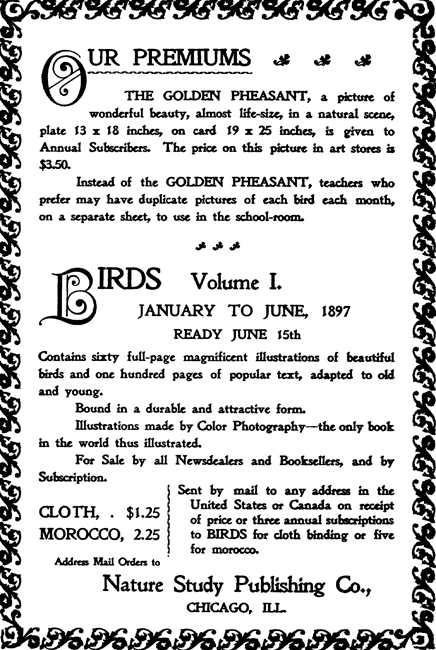 OUR PREMIUMS
THE GOLDEN PHEASANT, a picture of
wonderful beauty, almost life-size, in a natural scene,
plate 13 x 18 inches, on card 19 x 25 inches, is given to
Annual Subscribers. The price on this picture in art stores is
$3.50.
Instead of the GOLDEN PHEASANT, teachers who
prefer may have duplicate pictures of each bird each month,
on a separate sheet, to use in the school-room.
BIRDS Volume I.
JANUARY TO JUNE, 1897
READY JUNE 15th
Contains sixty full-page magnificent illustrations of beautiful
birds and one hundred pages of popular text, adapted to old
and young.
Bound in a durable and attractive form.
Illustrations made by Color Photography—the only book
in the world thus illustrated.
For Sale by all Newsdealers and Booksellers, and by
Subscription.
CLOTH, . $1.25
MOROCCO, 2.25
Sent by mail to any address in the
United States or Canada on receipt
of price or three annual subscriptions
to BIRDS for cloth binding or five
for morocco.
Address Mail Orders to
Nature Study Publishing Co.,
CHICAGO, ILL.